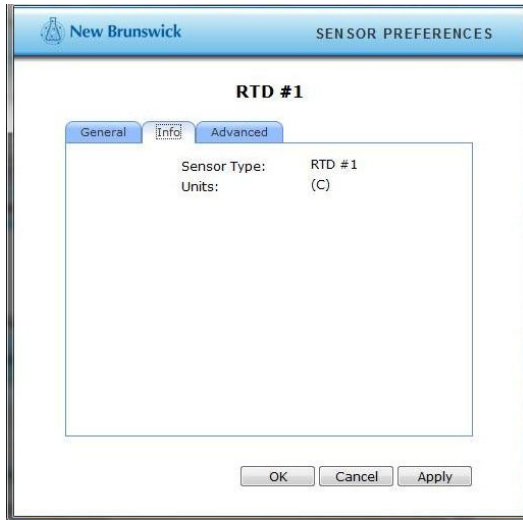 New Brunswick SENSOR PREFERENCES
RTD #1
General Info Advanced
Sensor Type: RTD #1
Units: (C)
OK Cancel Apply